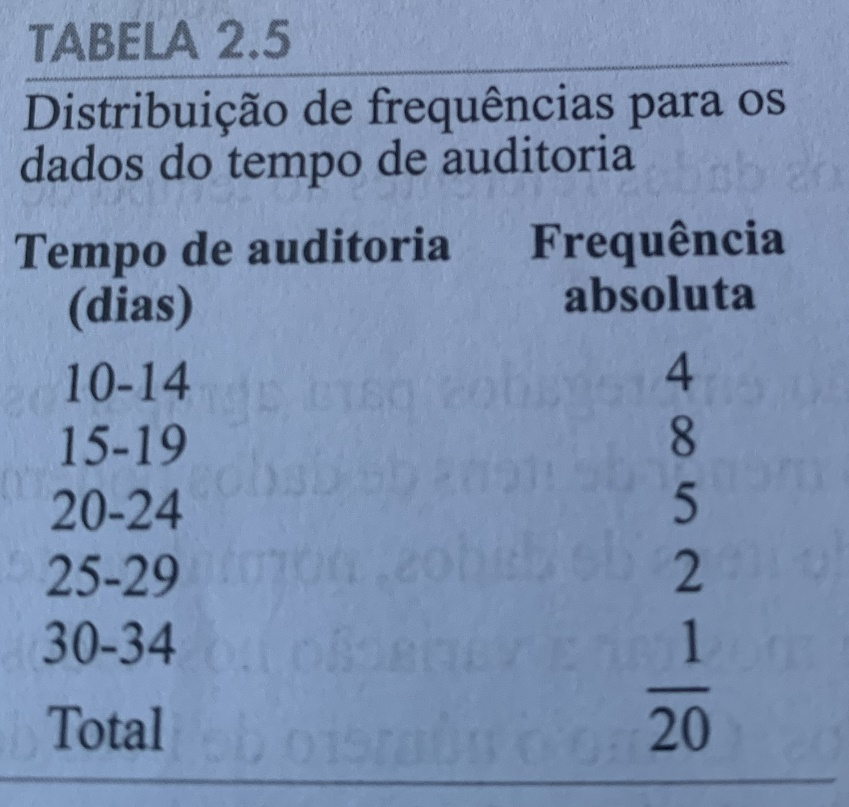 TABELA 2.5
Distribuição de frequências para os
dados do tempo de auditoria
Tempo de auditoria Frequência
(dias) absoluta
10-14 4
15-19 8
20-24 5
25-29 2
30-34 1
Total 20